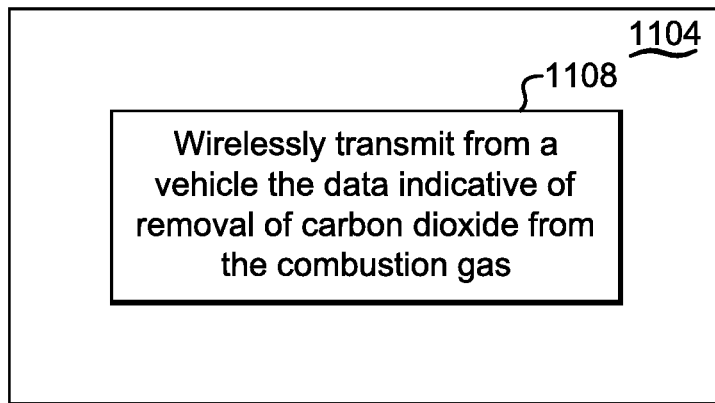 1104
1108
Wirelessly transmit from a
vehicle the data indicative of
removal of carbon dioxide from
the combustion gas